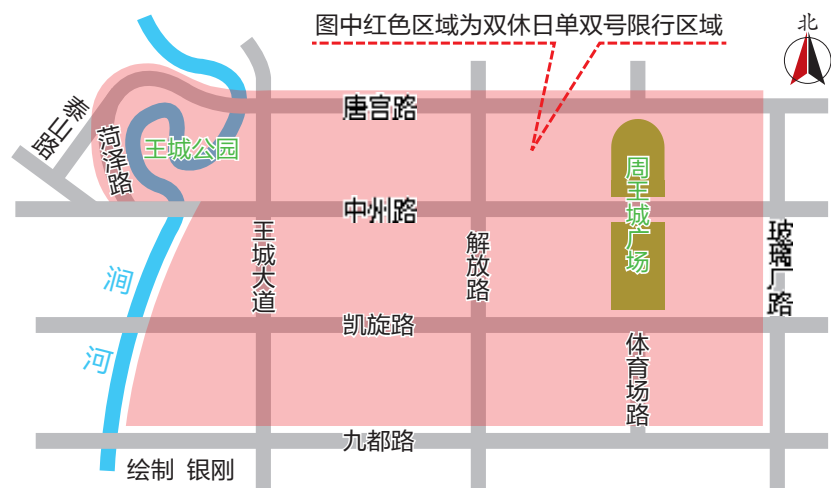 图中红色区域为双休日单双号限行区域
北
唐宫路
泰山路
菏泽路
王城公园
周王城广场
中州路
王城大道
解放路
玻璃厂路
涧河
凯旋路
体育场路
九都路
绘制 银刚